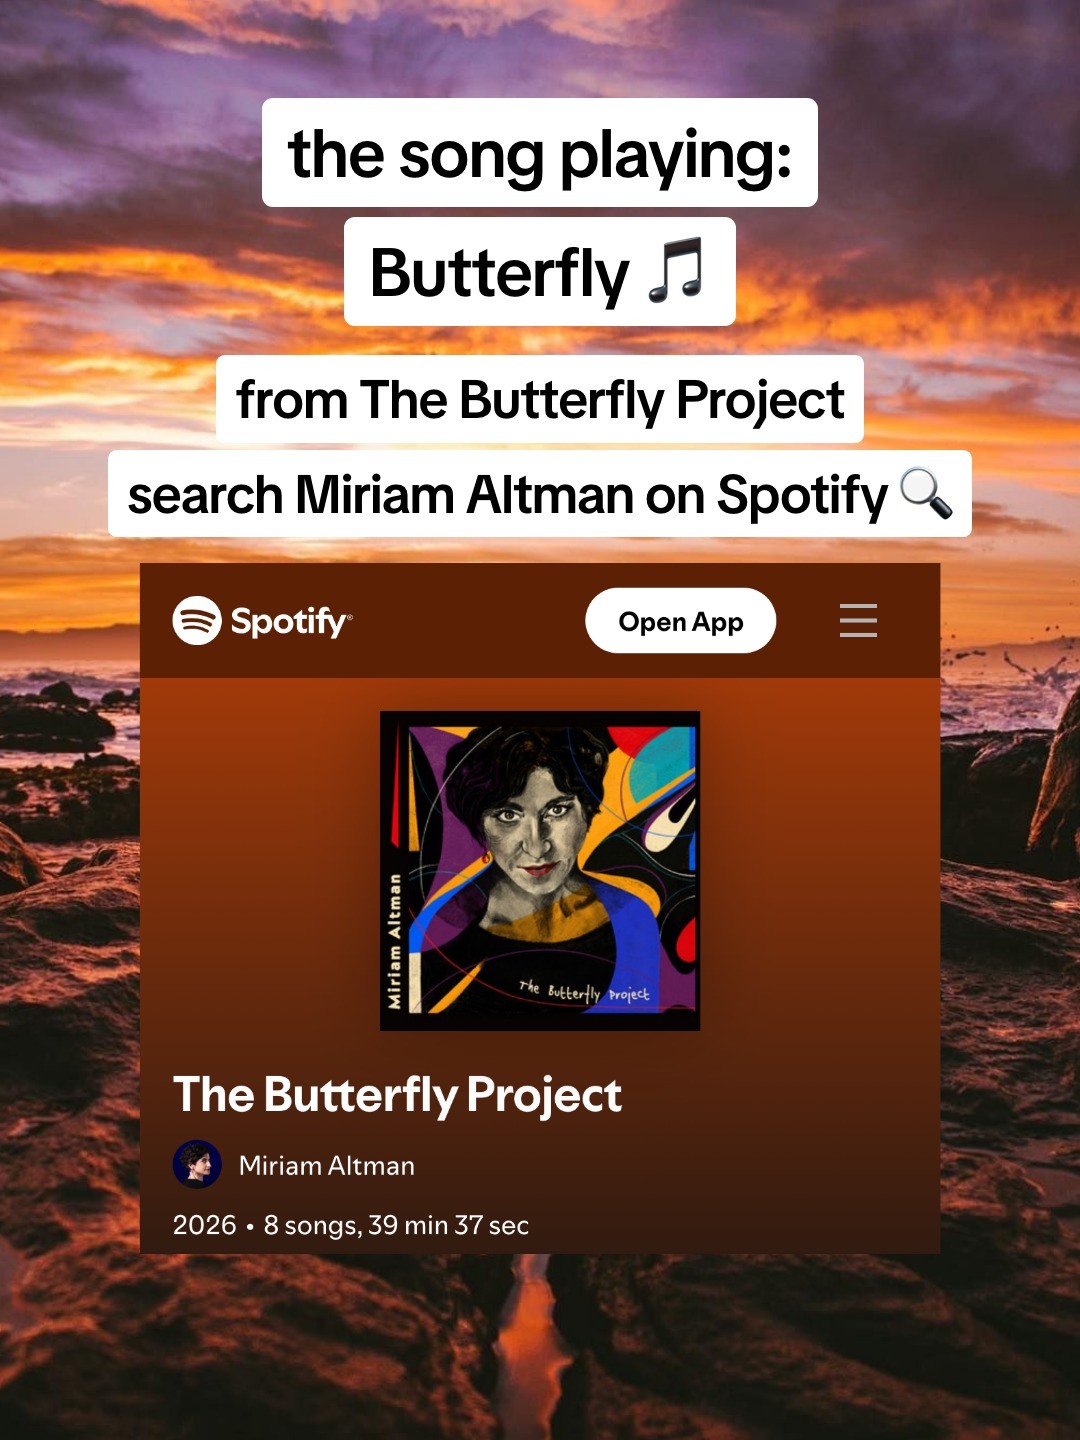 the song playing:
Butterfly 🎵
from The Butterfly Project
search Miriam Altman on Spotify 🔍
Spotify®
Open App
Miriam Altman
The Butterfly Project
The Butterfly Project
Miriam Altman
2026 • 8 songs, 39 min 37 sec